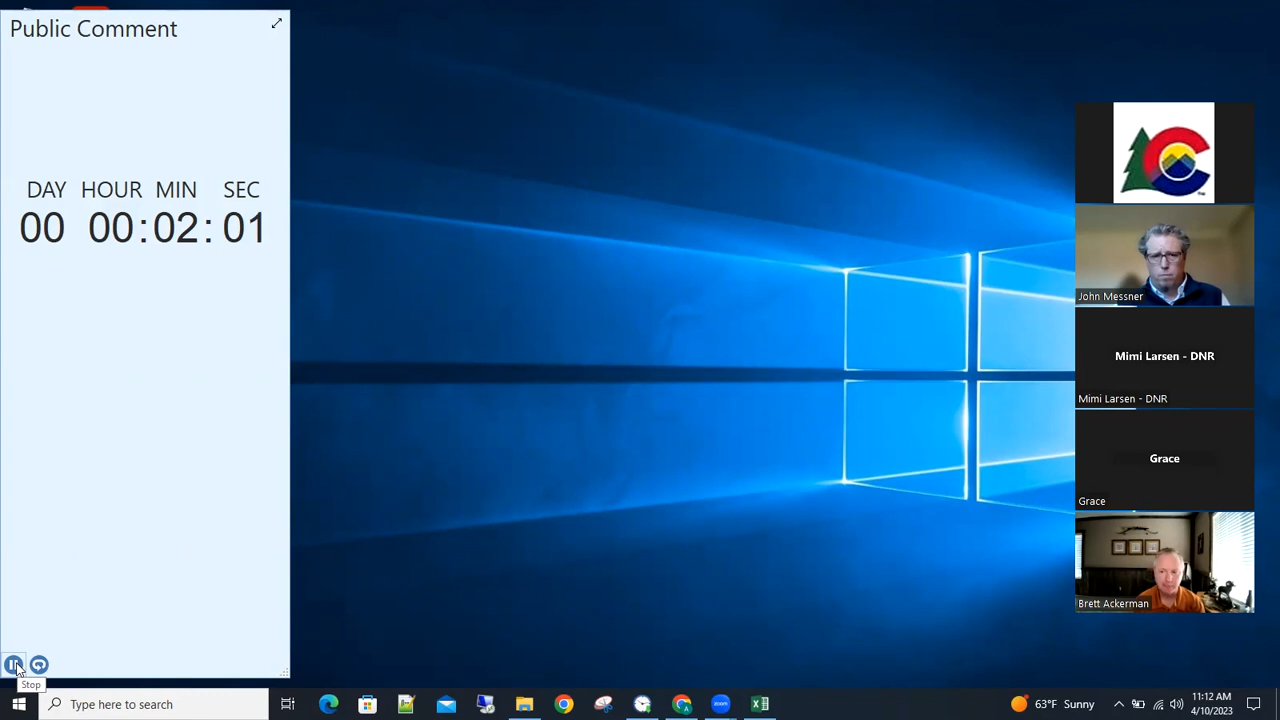 Public Comment
DAY HOUR MIN SEC
00 00:02:01
John Messner
Mimi Larsen - DNR
Mimi Larsen - DNR
Grace
Grace
Brett Ackerman
Stop
Type here to search
zoom
63°F Sunny
11:12 AM
4/10/2023